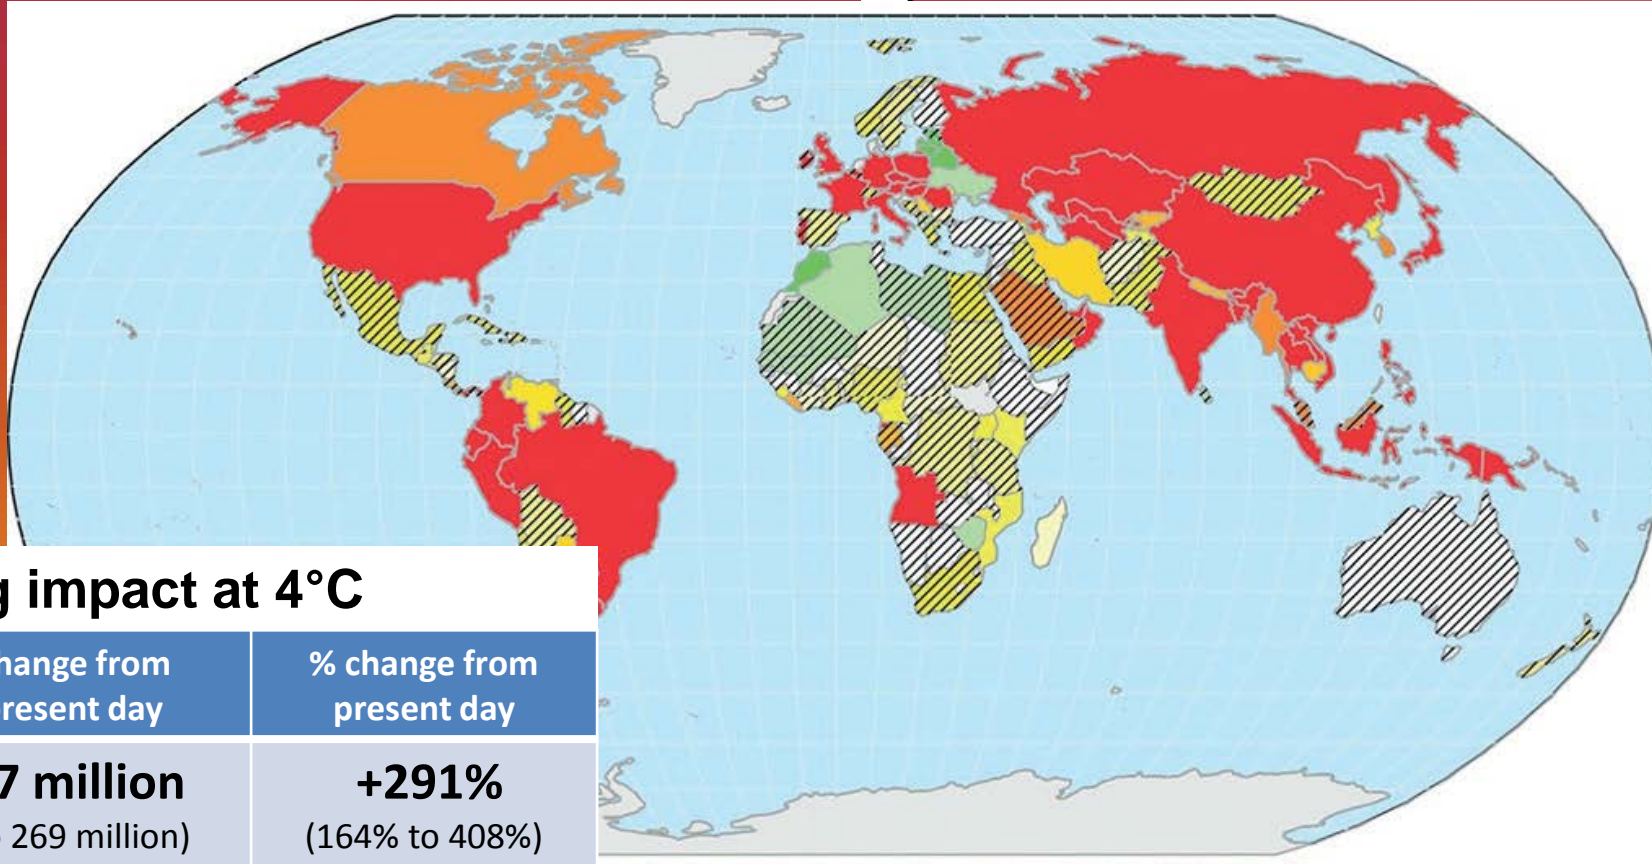 g impact at 4°C
hange from
resent day
% change from
present day
7 million
269 million)
+291%
(164% to 408%)